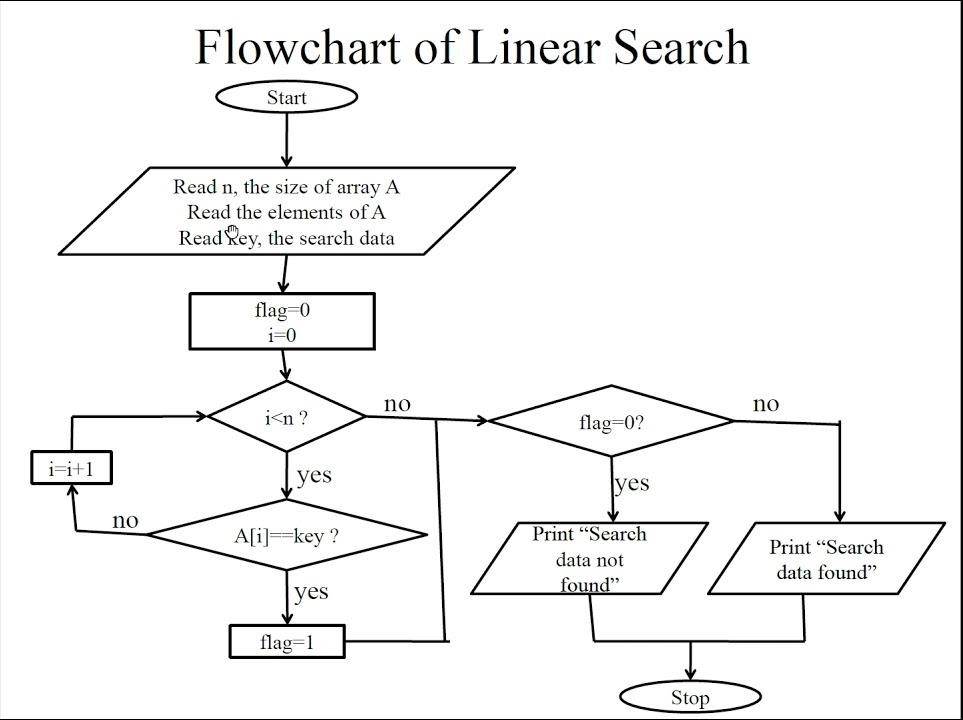 Flowchart of Linear Search
Start
Read n, the size of array A
Read the elements of A
Read key, the search data
flag=0
i=0
i<n ?
no
flag=0?
no
i=i+1
yes
yes
no
A[i]==key ?
Print “Search
data not
found”
Print “Search
data found”
yes
flag=1
Stop